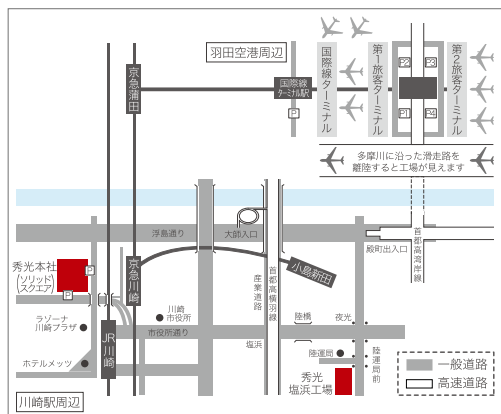 羽田空港周辺
国際線ターミナル
第1旅客ターミナル
第2旅客ターミナル
京急蒲田
国際線
ターミナル駅
P
P2
P3
P1
P4
多摩川に沿った滑走路を
離陸すると工場が見えます
浮島通り
大師入口
殿町出入口
首都高湾岸線
秀光本社
(ソリッド
スクエア)
P
P
京急川崎
小島新田
産業道路
首都高横羽線
川崎
市役所
陸橋
夜光
市役所通り
ラゾーナ
川崎プラザ
JR川崎
塩浜
陸運局
陸運局前
ホテルメッツ
秀光
塩浜工場
一般道路
高速道路
川崎駅周辺